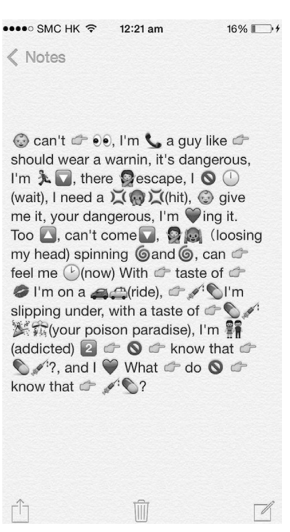 SMC HK 12:21 am 16%
Notes
👶 can't 👉 👀, I'm 📞 a guy like 👉
should wear a warnin, it's dangerous,
I'm 🏃 🔽, there 🙅escape, I 🚫 🕛
(wait), I need a 💢👩💢(hit), 👶 give
me it, your dangerous, I'm ❤ing it.
Too 🔼, can't come🔽, 💆🙉 (loosing
my head) spinning 🌀and🌀, can 👉
feel me 🕐(now) With 👉 taste of 👉
💋 I'm on a 🚘🚖(ride), 👉💉💊I'm
slipping under, with a taste of 👉💊💉
🎉🏝(your poison paradise), I'm 👫
(addicted) 2️⃣ 👉 🚫 👉 know that 👉
💊💉?, and I ❤ What 👉 do 🚫 👉
know that 👉 💉💊?